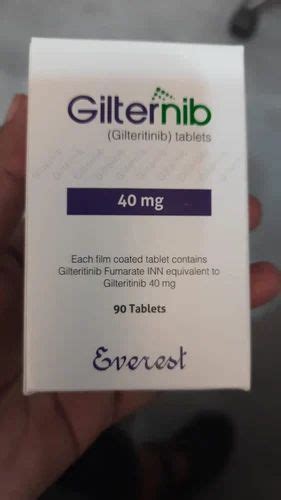 Gilternib
(Gilteritinib) tablets
40 mg
Each film coated tablet contains
Gilteritinib Fumarate INN equivalent to
Gilteritinib 40 mg
90 Tablets
Everest